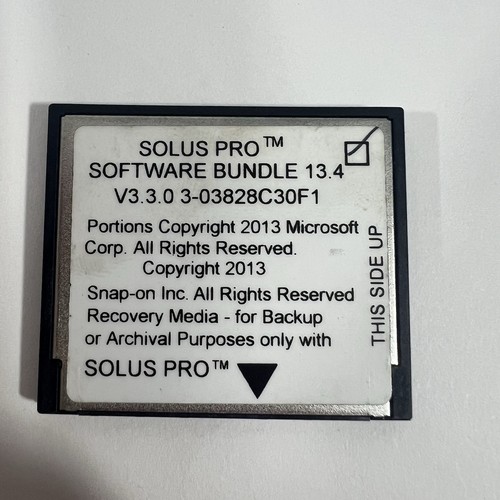 SOLUS PRO™
SOFTWARE BUNDLE 13.4
V3.3.0 3-03828C30F1
Portions Copyright 2013 Microsoft
Corp. All Rights Reserved.
Copyright 2013
Snap-on Inc. All Rights Reserved
Recovery Media - for Backup
or Archival Purposes only with
SOLUS PRO™
THIS SIDE UP